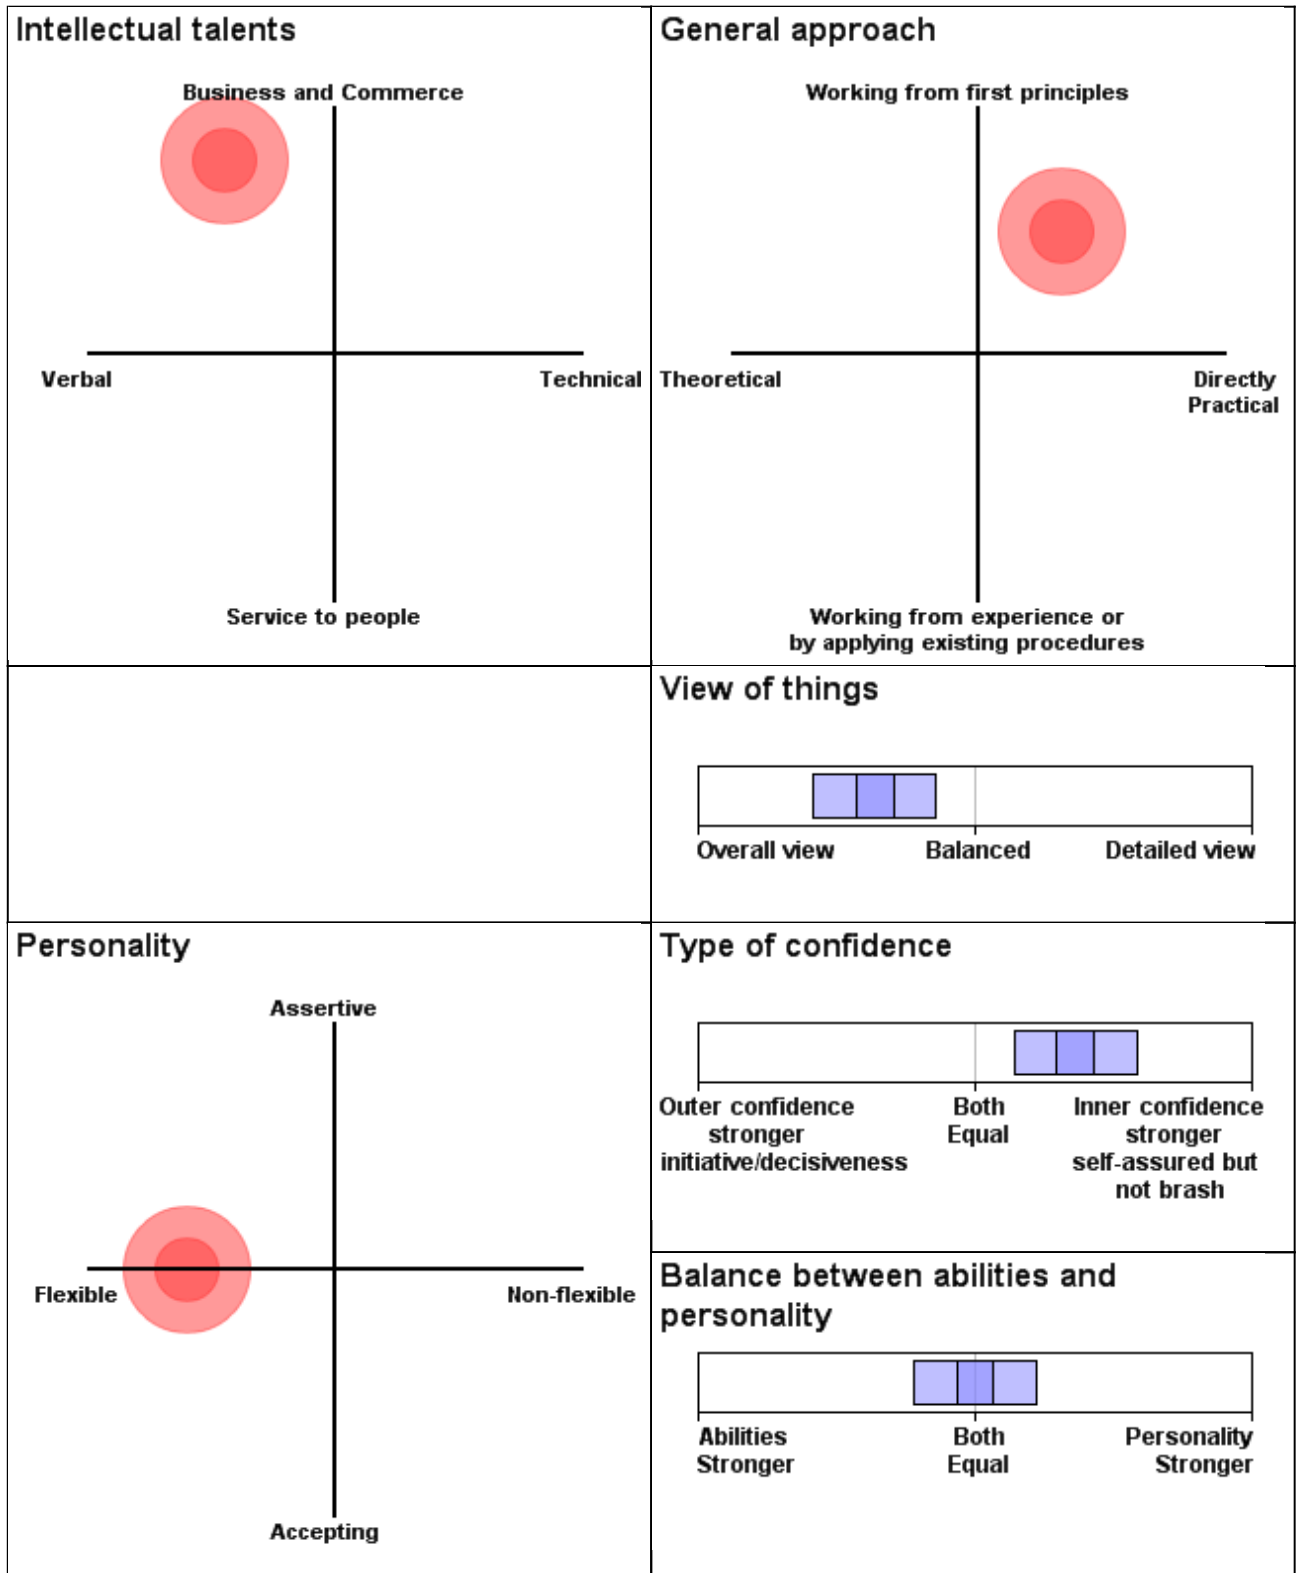 Intellectual talents
Business and Commerce
Verbal
Technical
Service to people
General approach
Working from first principles
Theoretical
Directly
Practical
Working from experience or
by applying existing procedures
View of things
Overall view
Balanced
Detailed view
Personality
Assertive
Flexible
Non-flexible
Accepting
Type of confidence
Outer confidence
stronger
initiative/decisiveness
Both
Equal
Inner confidence
stronger
self-assured but
not brash
Balance between abilities and
personality
Abilities
Stronger
Both
Equal
Personality
Stronger